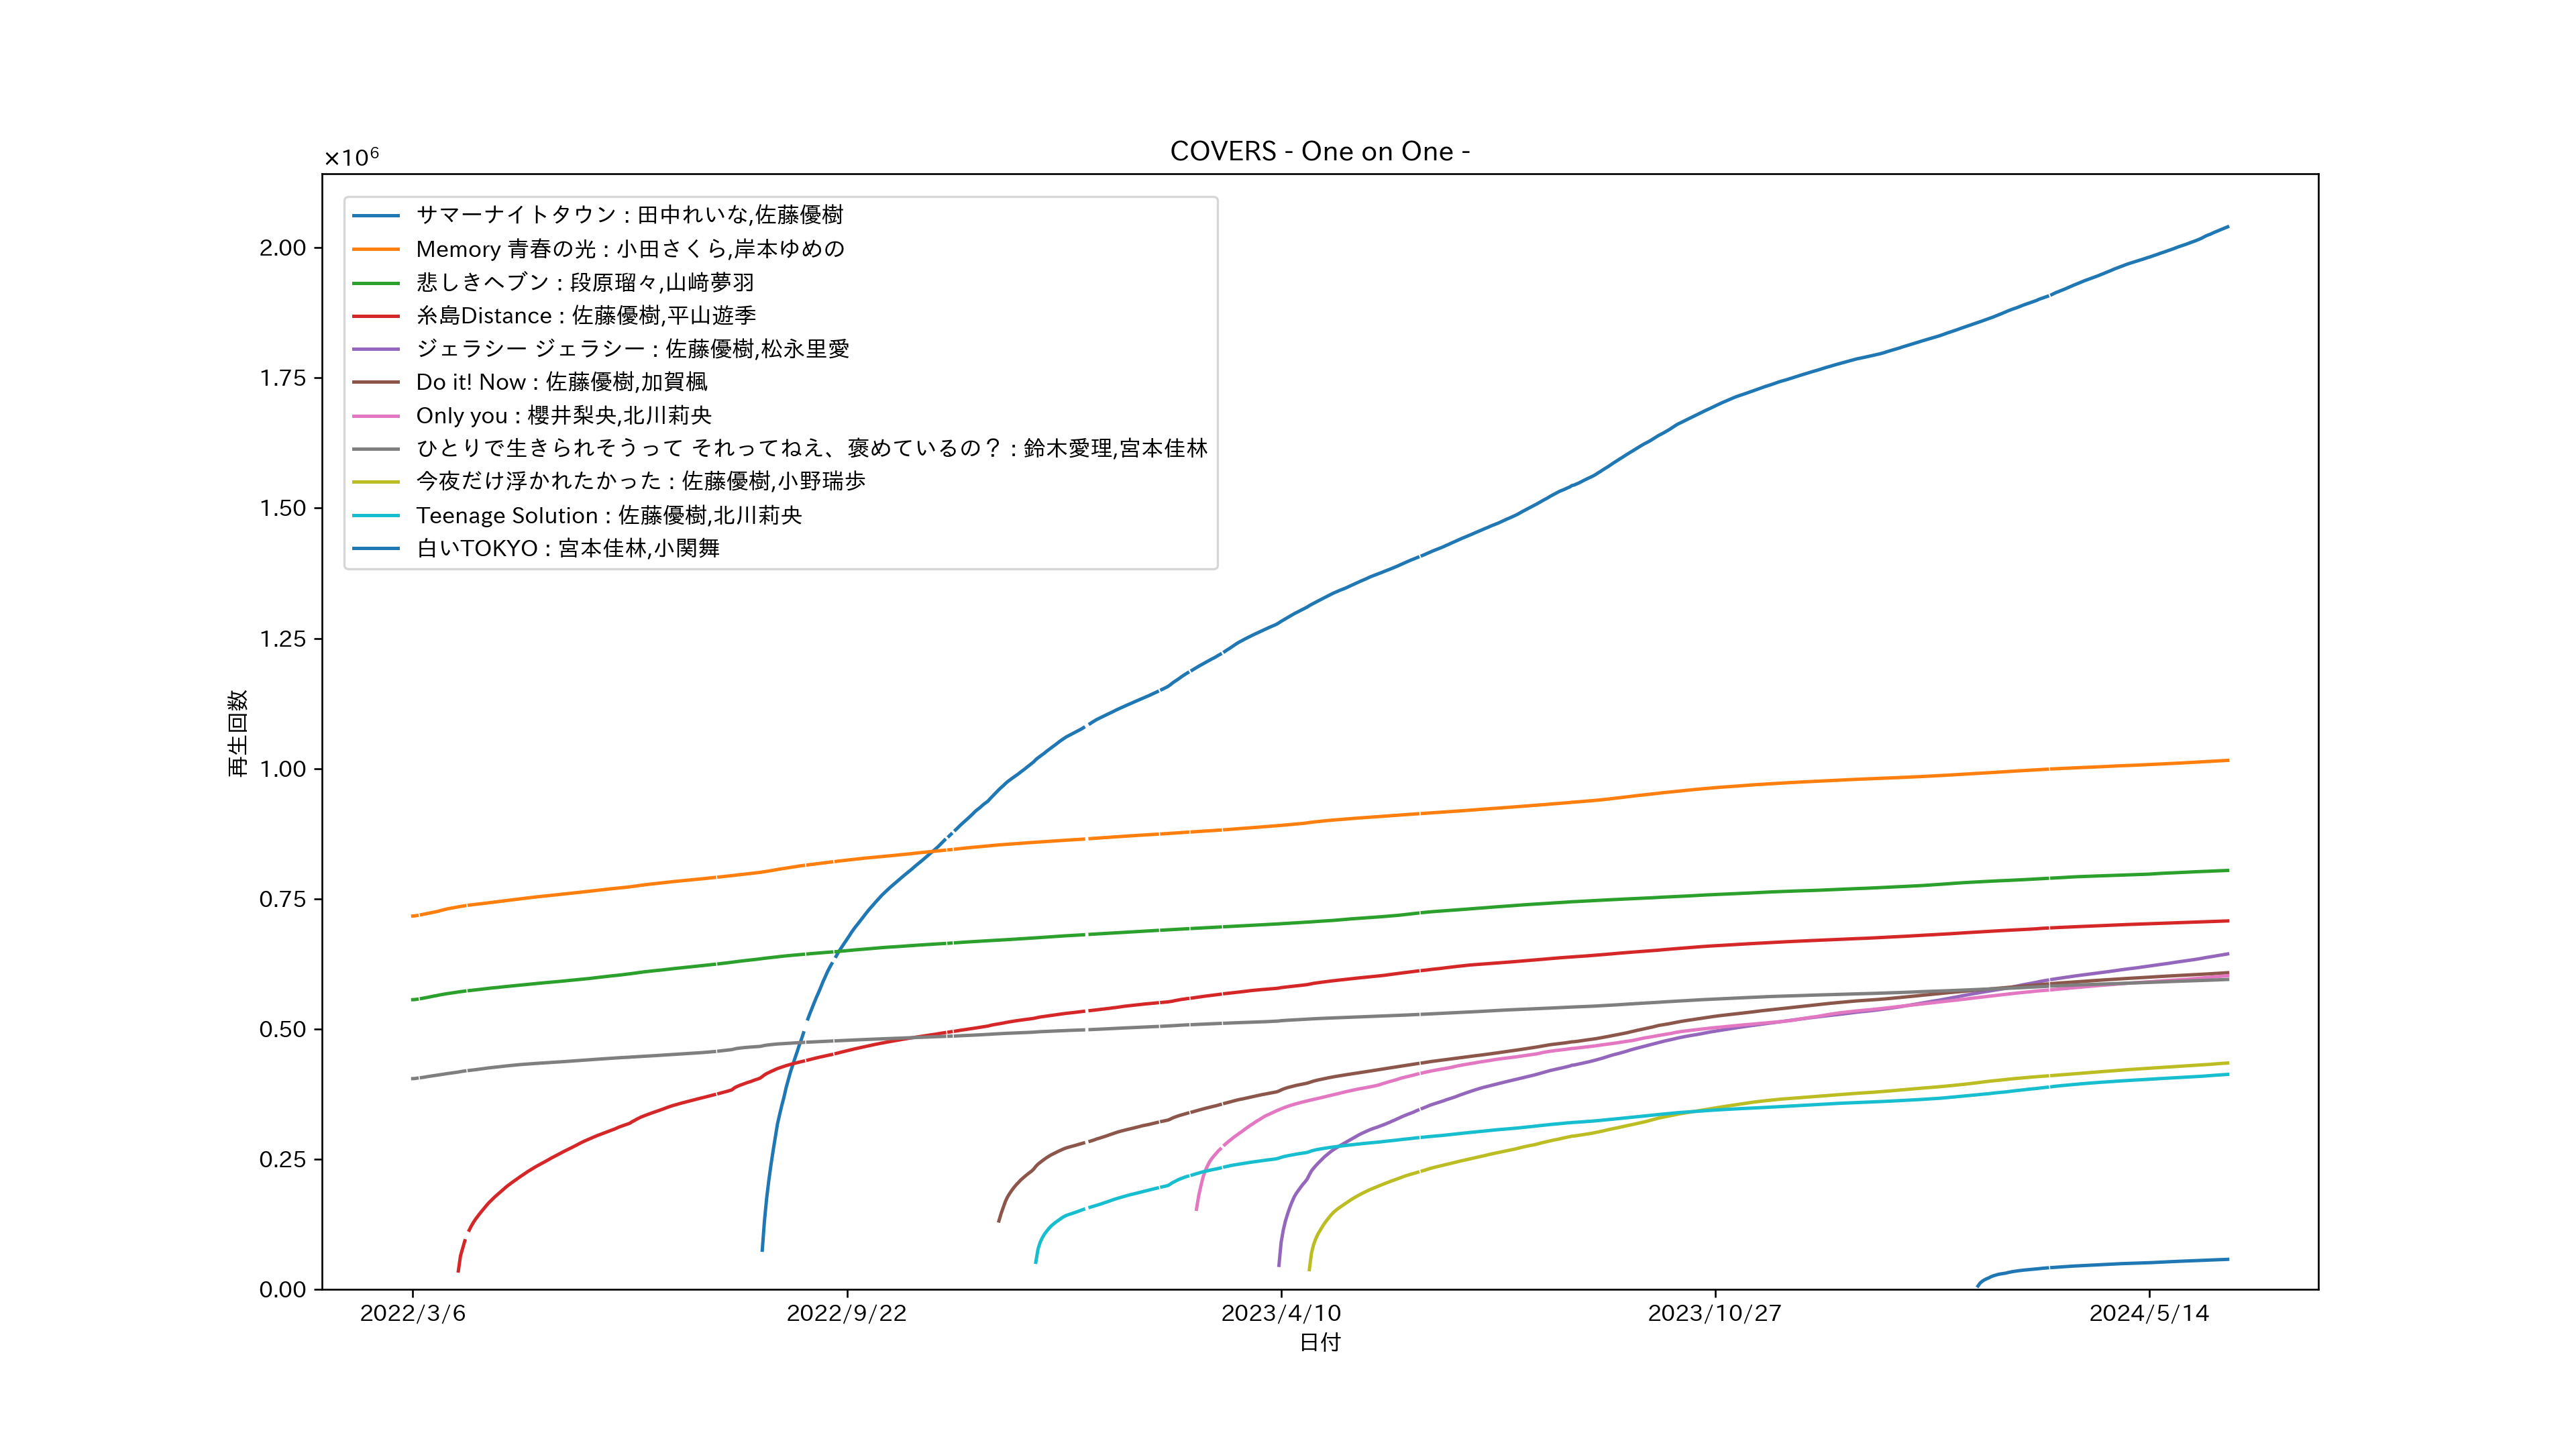 COVERS - One on One -
×10⁶
サマーナイトタウン : 田中れいな,佐藤優樹
Memory 青春の光 : 小田さくら,岸本ゆめの
悲しきヘブン : 段原瑠々,山﨑夢羽
糸島Distance : 佐藤優樹,平山遊季
ジェラシー ジェラシー : 佐藤優樹,松永里愛
Do it! Now : 佐藤優樹,加賀楓
Only you : 櫻井梨央,北川莉央
ひとりで生きられそうって それってねえ、褒めているの？ : 鈴木愛理,宮本佳林
今夜だけ浮かれたかった : 佐藤優樹,小野瑞歩
Teenage Solution : 佐藤優樹,北川莉央
白いTOKYO : 宮本佳林,小関舞
2.00
1.75
1.50
1.25
1.00
0.75
0.50
0.25
0.00
再生回数
2022/3/6
2022/9/22
2023/4/10
2023/10/27
2024/5/14
日付